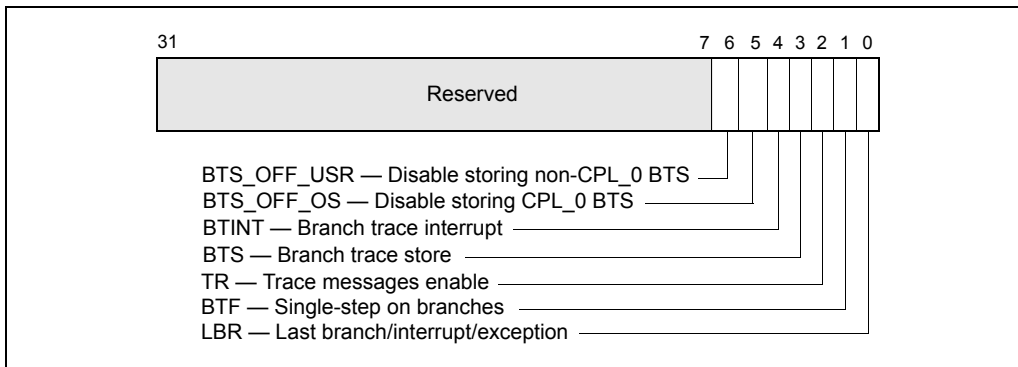 31 7 6 5 4 3 2 1 0
Reserved
BTS_OFF_USR — Disable storing non-CPL_0 BTS
BTS_OFF_OS — Disable storing CPL_0 BTS
BTINT — Branch trace interrupt
BTS — Branch trace store
TR — Trace messages enable
BTF — Single-step on branches
LBR — Last branch/interrupt/exception